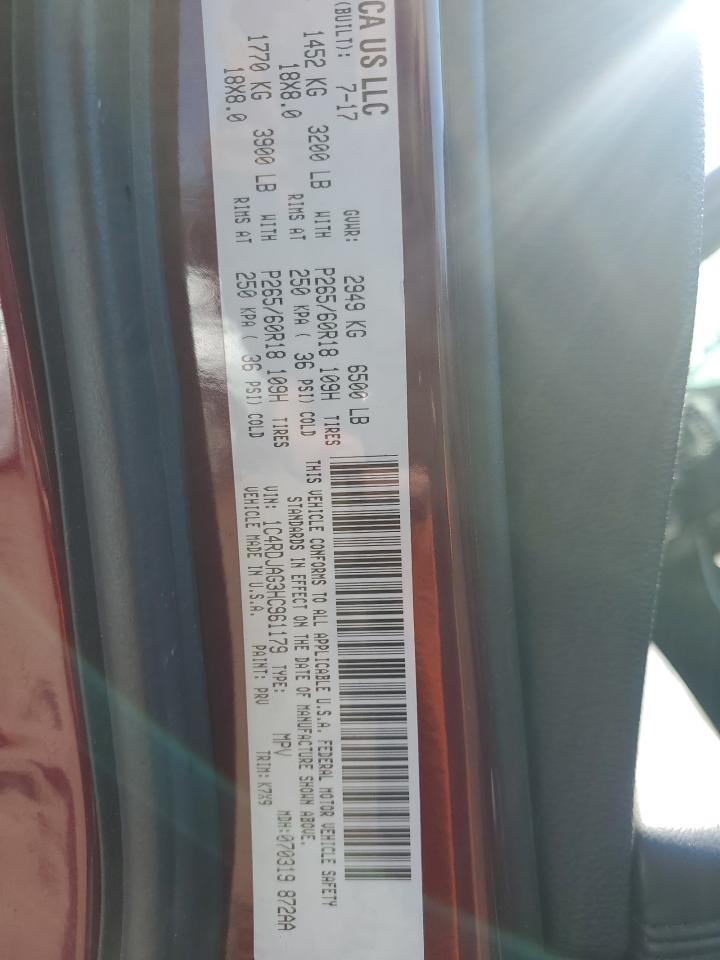 CA US LLC
(BUILT): 7-17 GVWR: 2949 KG 6500 LB
1452 KG 3200 LB WITH P265/60R18 109H TIRES
18X8.0 RIMS AT 250 KPA ( 36 PSI) COLD
1770 KG 3900 LB WITH P265/60R18 109H TIRES
18X8.0 RIMS AT 250 KPA ( 36 PSI) COLD
THIS VEHICLE CONFORMS TO ALL APPLICABLE U.S.A. FEDERAL MOTOR VEHICLE SAFETY
STANDARDS IN EFFECT ON THE DATE OF MANUFACTURE SHOWN ABOVE.
VIN: 1C4RDJAG3HC961179 TYPE: MPV MDH:070319 872AA
VEHICLE MADE IN U.S.A. PAINT: PRV TRIM: K7X9